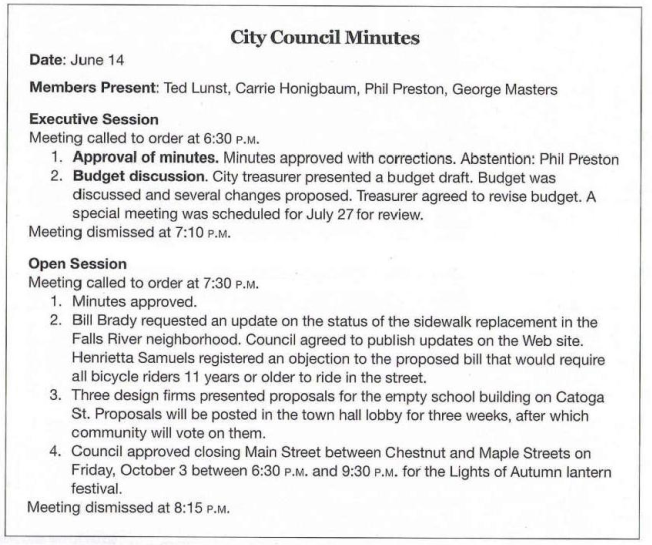 City Council Minutes
Date: June 14
Members Present: Ted Lunst, Carrie Honigbaum, Phil Preston, George Masters
Executive Session
Meeting called to order at 6:30 P.M.
1. Approval of minutes. Minutes approved with corrections. Abstention: Phil Preston
2. Budget discussion. City treasurer presented a budget draft. Budget was
discussed and several changes proposed. Treasurer agreed to revise budget. A
special meeting was scheduled for July 27 for review.
Meeting dismissed at 7:10 P.M.
Open Session
Meeting called to order at 7:30 P.M.
1. Minutes approved.
2. Bill Brady requested an update on the status of the sidewalk replacement in the
Falls River neighborhood. Council agreed to publish updates on the Web site.
Henrietta Samuels registered an objection to the proposed bill that would require
all bicycle riders 11 years or older to ride in the street.
3. Three design firms presented proposals for the empty school building on Catoga
St. Proposals will be posted in the town hall lobby for three weeks, after which
community will vote on them.
4. Council approved closing Main Street between Chestnut and Maple Streets on
Friday, October 3 between 6:30 P.M. and 9:30 P.M. for the Lights of Autumn lantern
festival.
Meeting dismissed at 8:15 P.M.